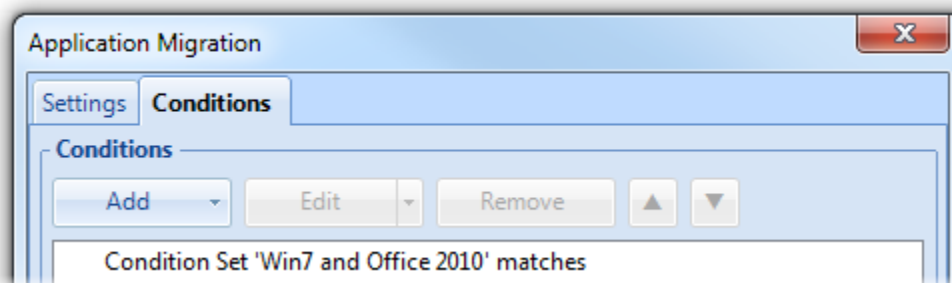 Application Migration
Settings Conditions
Conditions
Add Edit Remove
Condition Set 'Win7 and Office 2010' matches